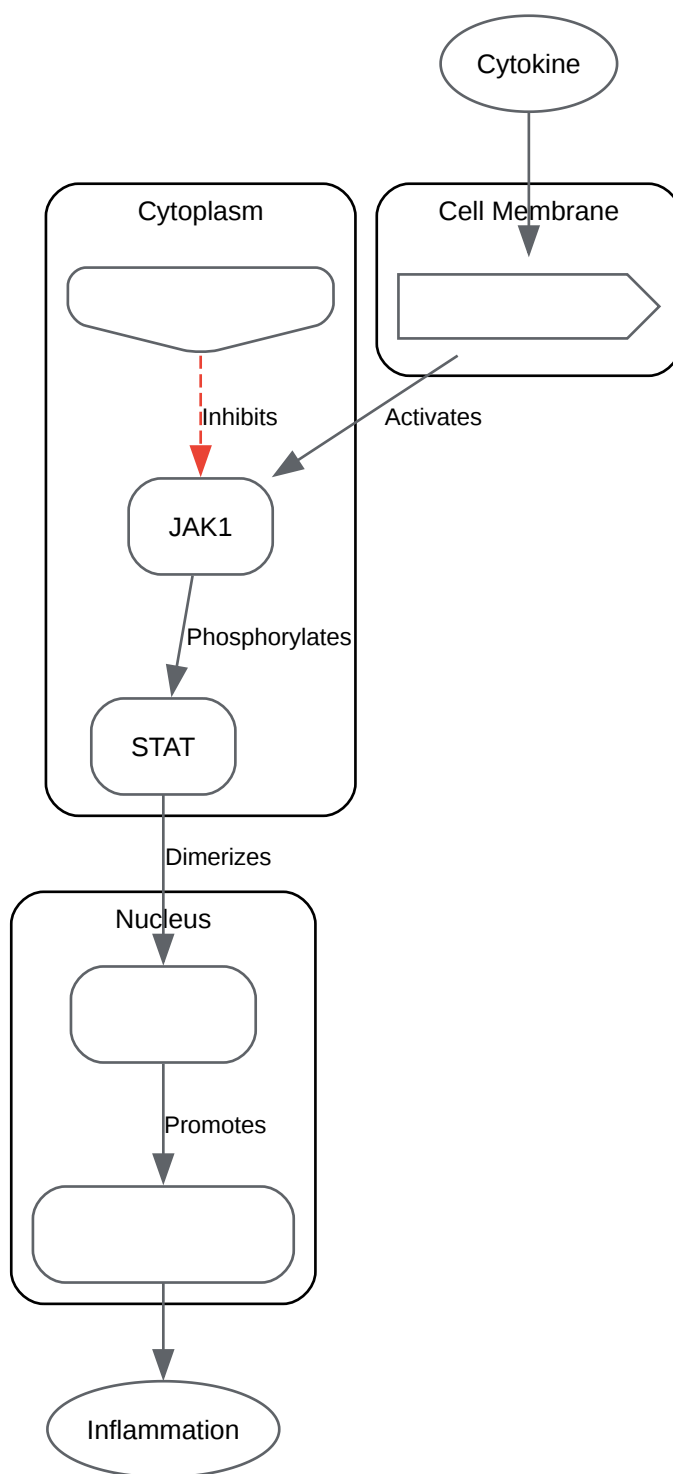 Cytokine
Cytoplasm
Cell Membrane
Inhibits
Activates
JAK1
Phosphorylates
STAT
Dimerizes
Nucleus
Promotes
Inflammation